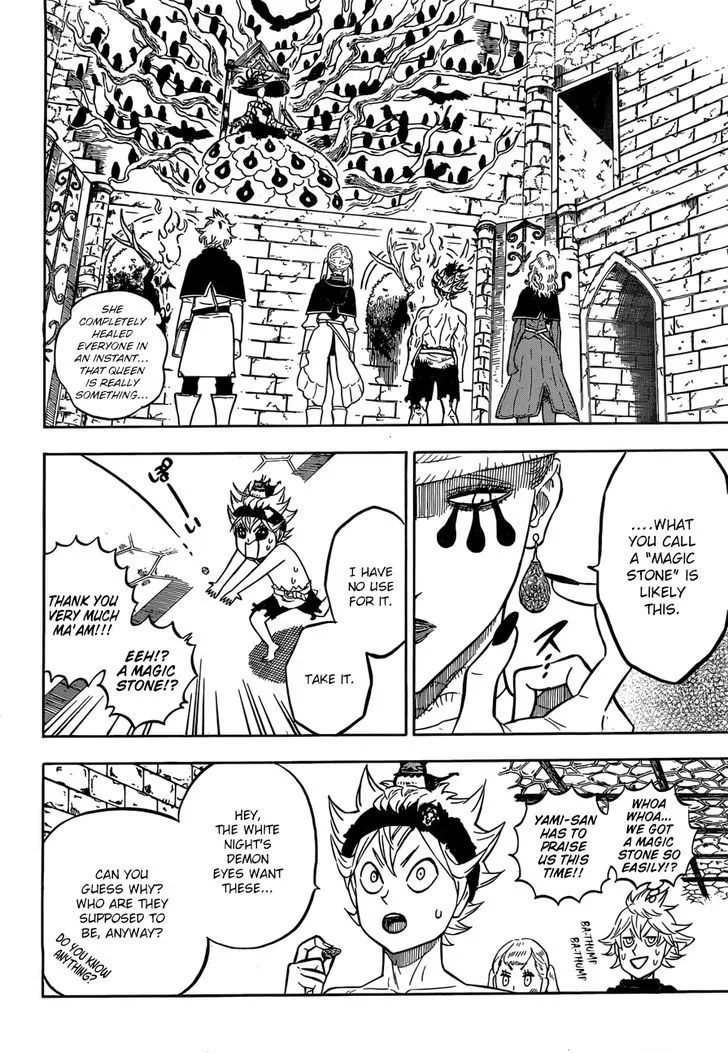 SHE
COMPLETELY
HEALED
EVERYONE IN
AN INSTANT...
THAT QUEEN
IS REALLY
SOMETHING...
....WHAT
YOU CALL
A "MAGIC
STONE" IS
LIKELY
THIS.
ス
I HAVE
NO USE
FOR IT.
TAKE IT.
THANK YOU
VERY MUCH
MA'AM!!!
EEH!?
A MAGIC
STONE!?
WHOA
WHOA...
WE GOT
A MAGIC
STONE SO
EASILY!?
YAMI-SAN
HAS TO
PRAISE
US THIS
TIME!!
BA-THUMP
BA-THUMP
HEY,
THE WHITE
NIGHT'S
DEMON
EYES WANT
THESE...
CAN YOU
GUESS WHY?
WHO ARE THEY
SUPPOSED TO
BE, ANYWAY?
DO YOU KNOW
ANYTHING?